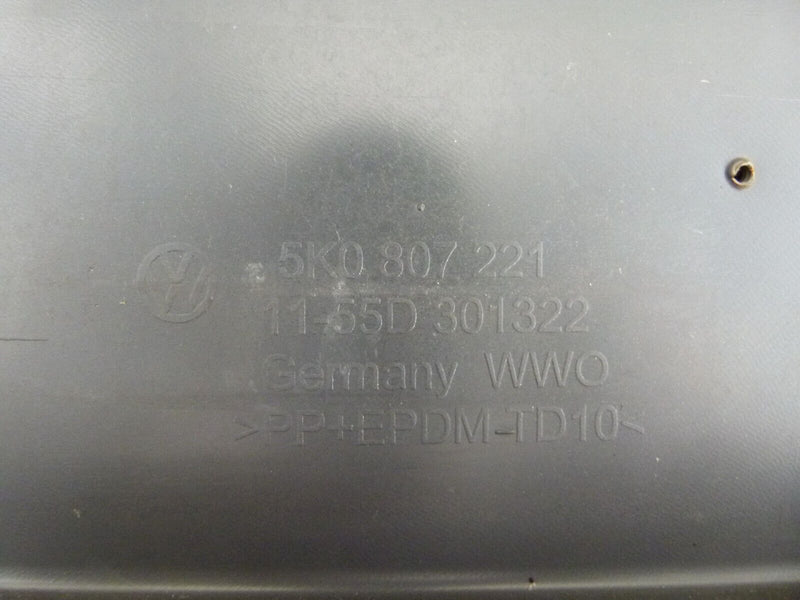 5K0 807 221
11-55D 301322
Germany WWO
>PP+EPDM-TD10<